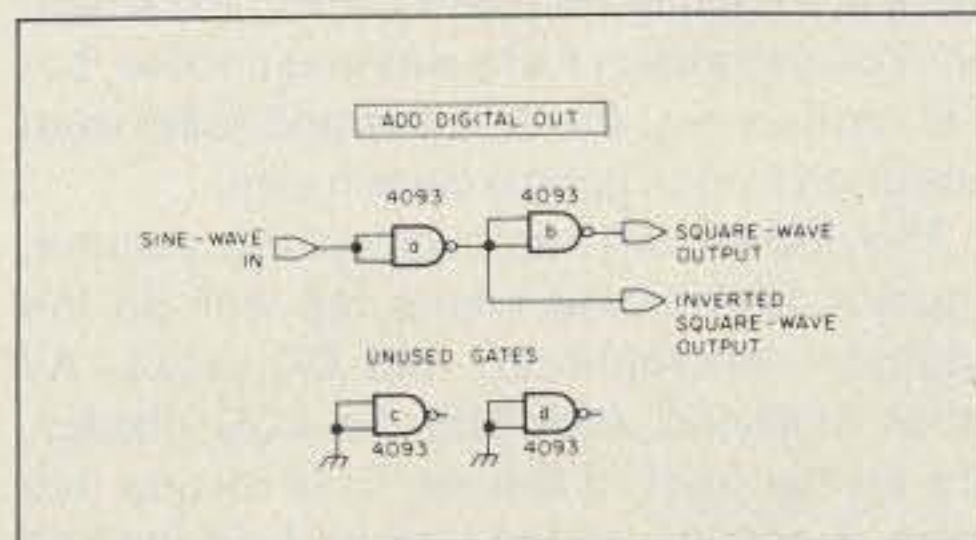 ADD DIGITAL OUT
4093
4093
SINE-WAVE
IN
a
b
SQUARE-WAVE
OUTPUT
INVERTED
SQUARE-WAVE
OUTPUT
UNUSED GATES
c
d
4093
4093